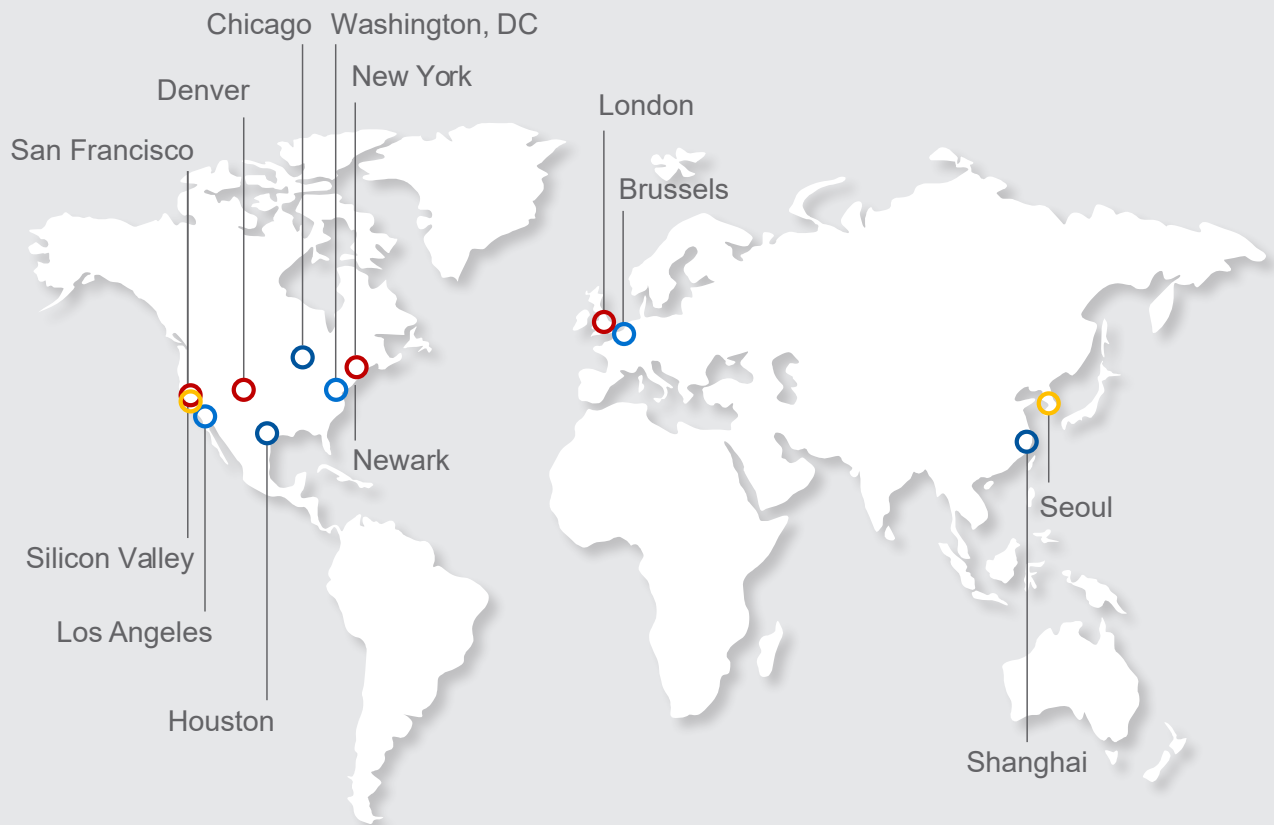 Chicago
Washington, DC
New York
Denver
London
San Francisco
Brussels
Newark
Seoul
Silicon Valley
Los Angeles
Houston
Shanghai